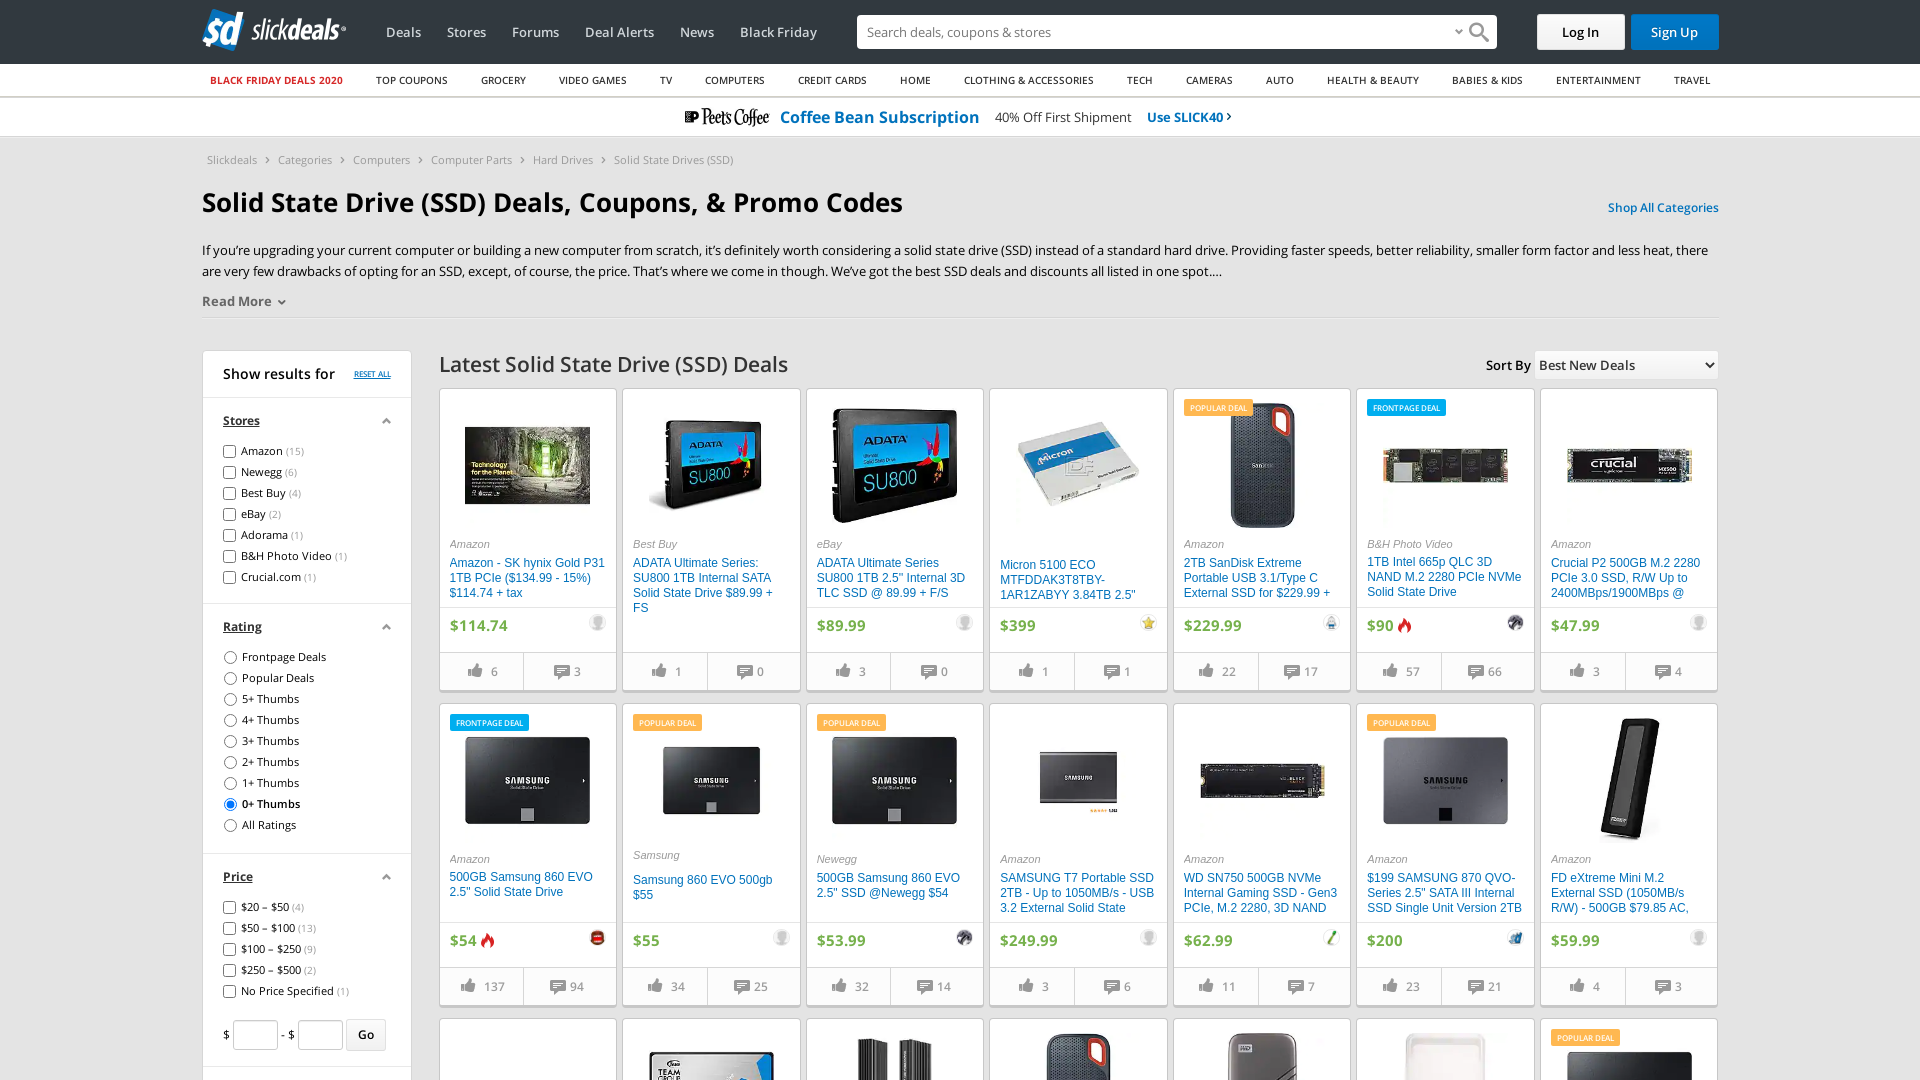 sd slickdeals
Deals
Stores
Forums
Deal Alerts
News
Black Friday
Search deals, coupons & stores
Log In
Sign Up
BLACK FRIDAY DEALS 2020
TOP COUPONS
GROCERY
VIDEO GAMES
TV
COMPUTERS
CREDIT CARDS
HOME
CLOTHING & ACCESSORIES
TECH
CAMERAS
AUTO
HEALTH & BEAUTY
BABIES & KIDS
ENTERTAINMENT
TRAVEL
Peet's Coffee Coffee Bean Subscription 40% Off First Shipment Use SLICK40
Slickdeals > Categories > Computers > Computer Parts > Hard Drives > Solid State Drives (SSD)
Solid State Drive (SSD) Deals, Coupons, & Promo Codes
Shop All Categories
If you’re upgrading your current computer or building a new computer from scratch, it’s definitely worth considering a solid state drive (SSD) instead of a standard hard drive. Providing faster speeds, better reliability, smaller form factor and less heat, there
are very few drawbacks of opting for an SSD, except, of course, the price. That’s where we come in though. We’ve got the best SSD deals and discounts all listed in one spot.…
Read More
Show results for
RESET ALL
Stores
Amazon (15)
Newegg (6)
Best Buy (4)
eBay (2)
Adorama (1)
B&H Photo Video (1)
Crucial.com (1)
Rating
Frontpage Deals
Popular Deals
5+ Thumbs
4+ Thumbs
3+ Thumbs
2+ Thumbs
1+ Thumbs
0+ Thumbs
All Ratings
Price
$20 – $50 (4)
$50 – $100 (13)
$100 – $250 (9)
$250 – $500 (2)
No Price Specified (1)
$ - $ Go
Latest Solid State Drive (SSD) Deals
Sort By Best New Deals
Technology
for the Planet
Amazon
Amazon - SK hynix Gold P31
1TB PCIe ($134.99 - 15%)
$114.74 + tax
$114.74
6
3
ADATA
SU800
Best Buy
ADATA Ultimate Series:
SU800 1TB Internal SATA
Solid State Drive $89.99 +
FS
1
0
ADATA
SU800
eBay
ADATA Ultimate Series
SU800 1TB 2.5" Internal 3D
TLC SSD @ 89.99 + F/S
$89.99
3
0
Micron
Micron 5100 ECO
MTFDDAK3T8TBY-
1AR1ZABYY 3.84TB 2.5"
$399
1
1
POPULAR DEAL
SanDisk
Amazon
2TB SanDisk Extreme
Portable USB 3.1/Type C
External SSD for $229.99 +
$229.99
22
17
FRONTPAGE DEAL
B&H Photo Video
1TB Intel 665p QLC 3D
NAND M.2 2280 PCIe NVMe
Solid State Drive
$90
57
66
crucial
MX500
Amazon
Crucial P2 500GB M.2 2280
PCIe 3.0 SSD, R/W Up to
2400MBps/1900MBps @
$47.99
3
4
FRONTPAGE DEAL
SAMSUNG
Solid State Drive
Amazon
500GB Samsung 860 EVO
2.5" Solid State Drive
$54
137
94
POPULAR DEAL
SAMSUNG
Solid State Drive
Samsung
Samsung 860 EVO 500gb
$55
$55
34
25
POPULAR DEAL
SAMSUNG
Solid State Drive
Newegg
500GB Samsung 860 EVO
2.5" SSD @Newegg $54
$53.99
32
14
SAMSUNG
Amazon
SAMSUNG T7 Portable SSD
2TB - Up to 1050MB/s - USB
3.2 External Solid State
$249.99
3
6
Amazon
WD SN750 500GB NVMe
Internal Gaming SSD - Gen3
PCIe, M.2 2280, 3D NAND
$62.99
11
7
POPULAR DEAL
SAMSUNG
Amazon
$199 SAMSUNG 870 QVO-
Series 2.5" SATA III Internal
SSD Single Unit Version 2TB
$200
23
21
Amazon
FD eXtreme Mini M.2
External SSD (1050MB/s
R/W) - 500GB $79.85 AC,
$59.99
4
3
TEAM
GROUP
WD
POPULAR DEAL